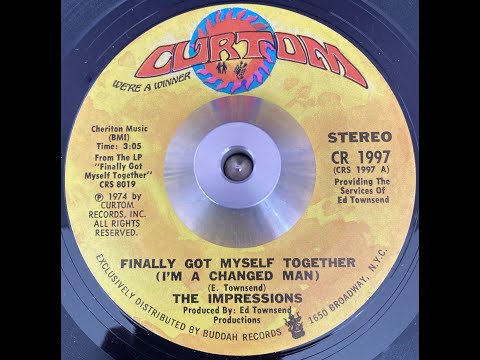 CURTOM
WE'RE A WINNER
Cheriton Music
(BMI)
Time: 3:05
From The LP
"Finally Got
Myself Together"
CRS 8019
Ⓟ 1974 by
CURTOM
RECORDS, INC.
ALL RIGHTS
RESERVED.
STEREO
CR 1997
(CRS 1997 A)
Providing The
Services Of
Ed Townsend
FINALLY GOT MYSELF TOGETHER
(I'M A CHANGED MAN)
(E. Townsend)
THE IMPRESSIONS
Produced By: Ed Townsend
Productions
EXCLUSIVELY DISTRIBUTED BY BUDDAH RECORDS 1650 BROADWAY, N.Y.C.